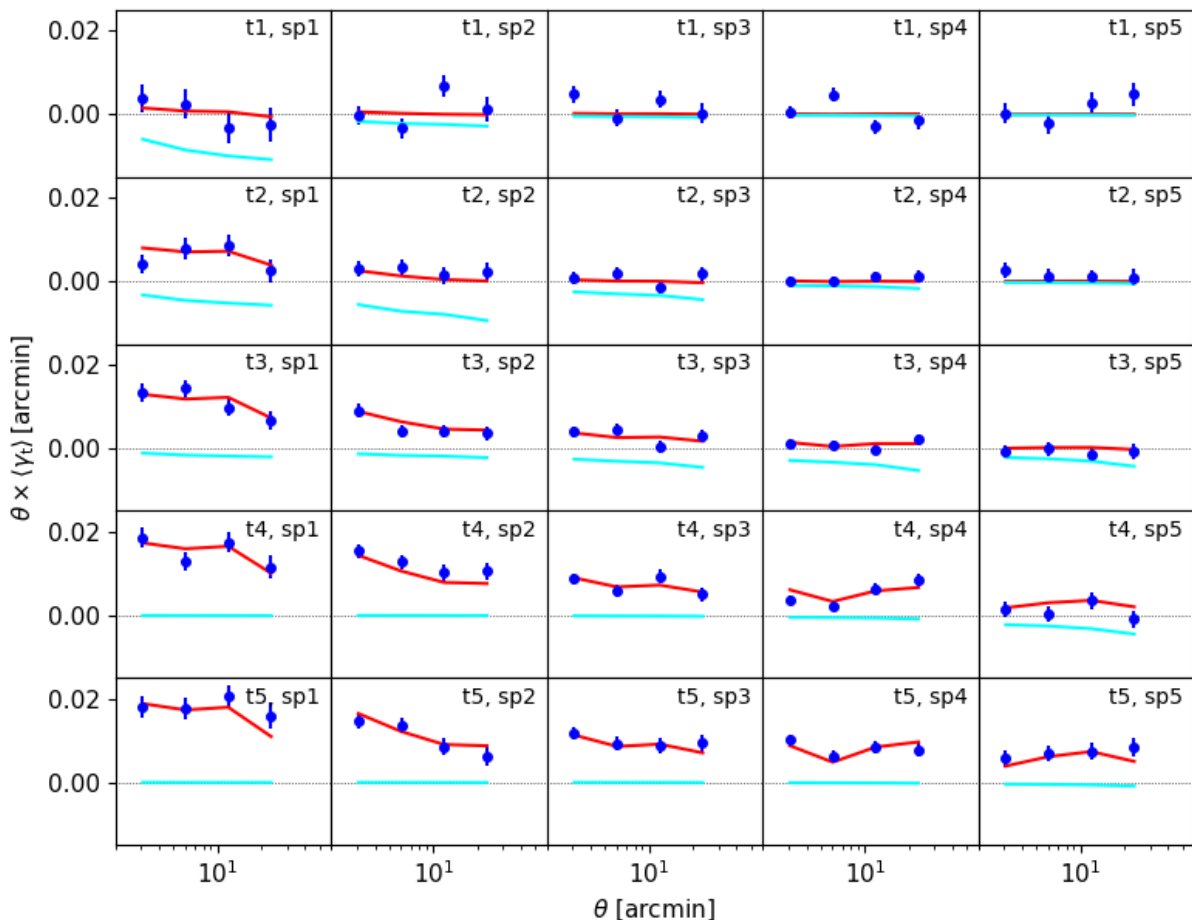 0.02 t1, sp1 t1, sp2 t1, sp3 t1, sp4 t1, sp5
0.00
0.02 t2, sp1 t2, sp2 t2, sp3 t2, sp4 t2, sp5
0.00
0.02 t3, sp1 t3, sp2 t3, sp3 t3, sp4 t3, sp5
0.00
θ × ⟨γt⟩ [arcmin]
0.02 t4, sp1 t4, sp2 t4, sp3 t4, sp4 t4, sp5
0.00
0.02 t5, sp1 t5, sp2 t5, sp3 t5, sp4 t5, sp5
0.00
10¹ 10¹ 10¹ 10¹ 10¹
θ [arcmin]